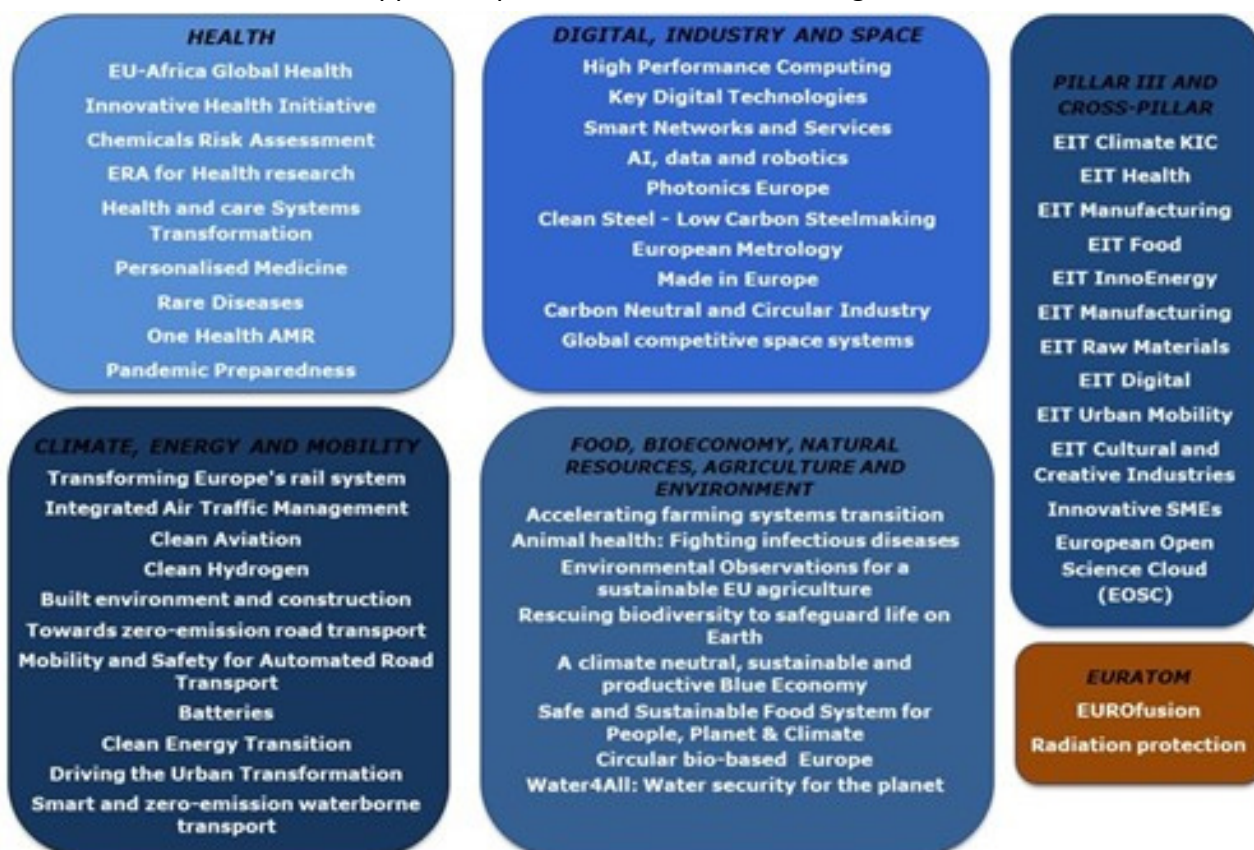 HEALTH
EU-Africa Global Health
Innovative Health Initiative
Chemicals Risk Assessment
ERA for Health research
Health and care Systems
Transformation
Personalised Medicine
Rare Diseases
One Health AMR
Pandemic Preparedness
DIGITAL, INDUSTRY AND SPACE
High Performance Computing
Key Digital Technologies
Smart Networks and Services
AI, data and robotics
Photonics Europe
Clean Steel - Low Carbon Steelmaking
European Metrology
Made in Europe
Carbon Neutral and Circular Industry
Global competitive space systems
PILLAR III AND
CROSS-PILLAR
EIT Climate KIC
EIT Health
EIT Manufacturing
EIT Food
EIT InnoEnergy
EIT Manufacturing
EIT Raw Materials
EIT Digital
EIT Urban Mobility
EIT Cultural and
Creative Industries
Innovative SMEs
European Open
Science Cloud
(EOSC)
CLIMATE, ENERGY AND MOBILITY
Transforming Europe's rail system
Integrated Air Traffic Management
Clean Aviation
Clean Hydrogen
Built environment and construction
Towards zero-emission road transport
Mobility and Safety for Automated Road
Transport
Batteries
Clean Energy Transition
Driving the Urban Transformation
Smart and zero-emission waterborne
transport
FOOD, BIOECONOMY, NATURAL
RESOURCES, AGRICULTURE AND
ENVIRONMENT
Accelerating farming systems transition
Animal health: Fighting infectious diseases
Environmental Observations for a
sustainable EU agriculture
Rescuing biodiversity to safeguard life on
Earth
A climate neutral, sustainable and
productive Blue Economy
Safe and Sustainable Food System for
People, Planet & Climate
Circular bio-based Europe
Water4All: Water security for the planet
EURATOM
EUROfusion
Radiation protection